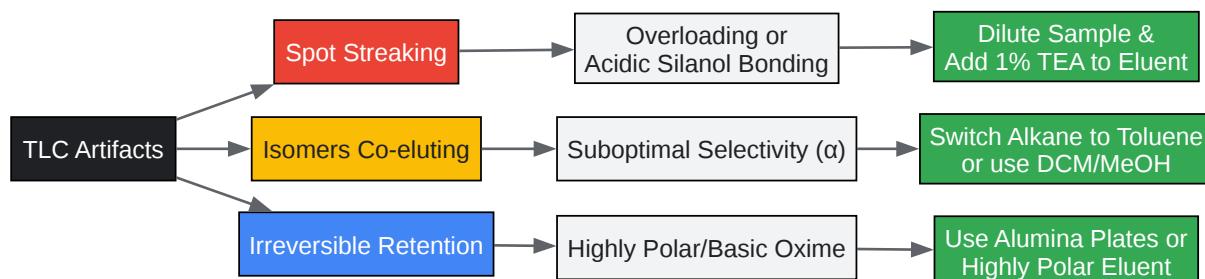 TLC Artifacts
Spot Streaking
Overloading or
Acidic Silanol Bonding
Dilute Sample &
Add 1% TEA to Eluent
Isomers Co-eluting
Suboptimal Selectivity (α)
Switch Alkane to Toluene
or use DCM/MeOH
Irreversible Retention
Highly Polar/Basic Oxime
Use Alumina Plates or
Highly Polar Eluent